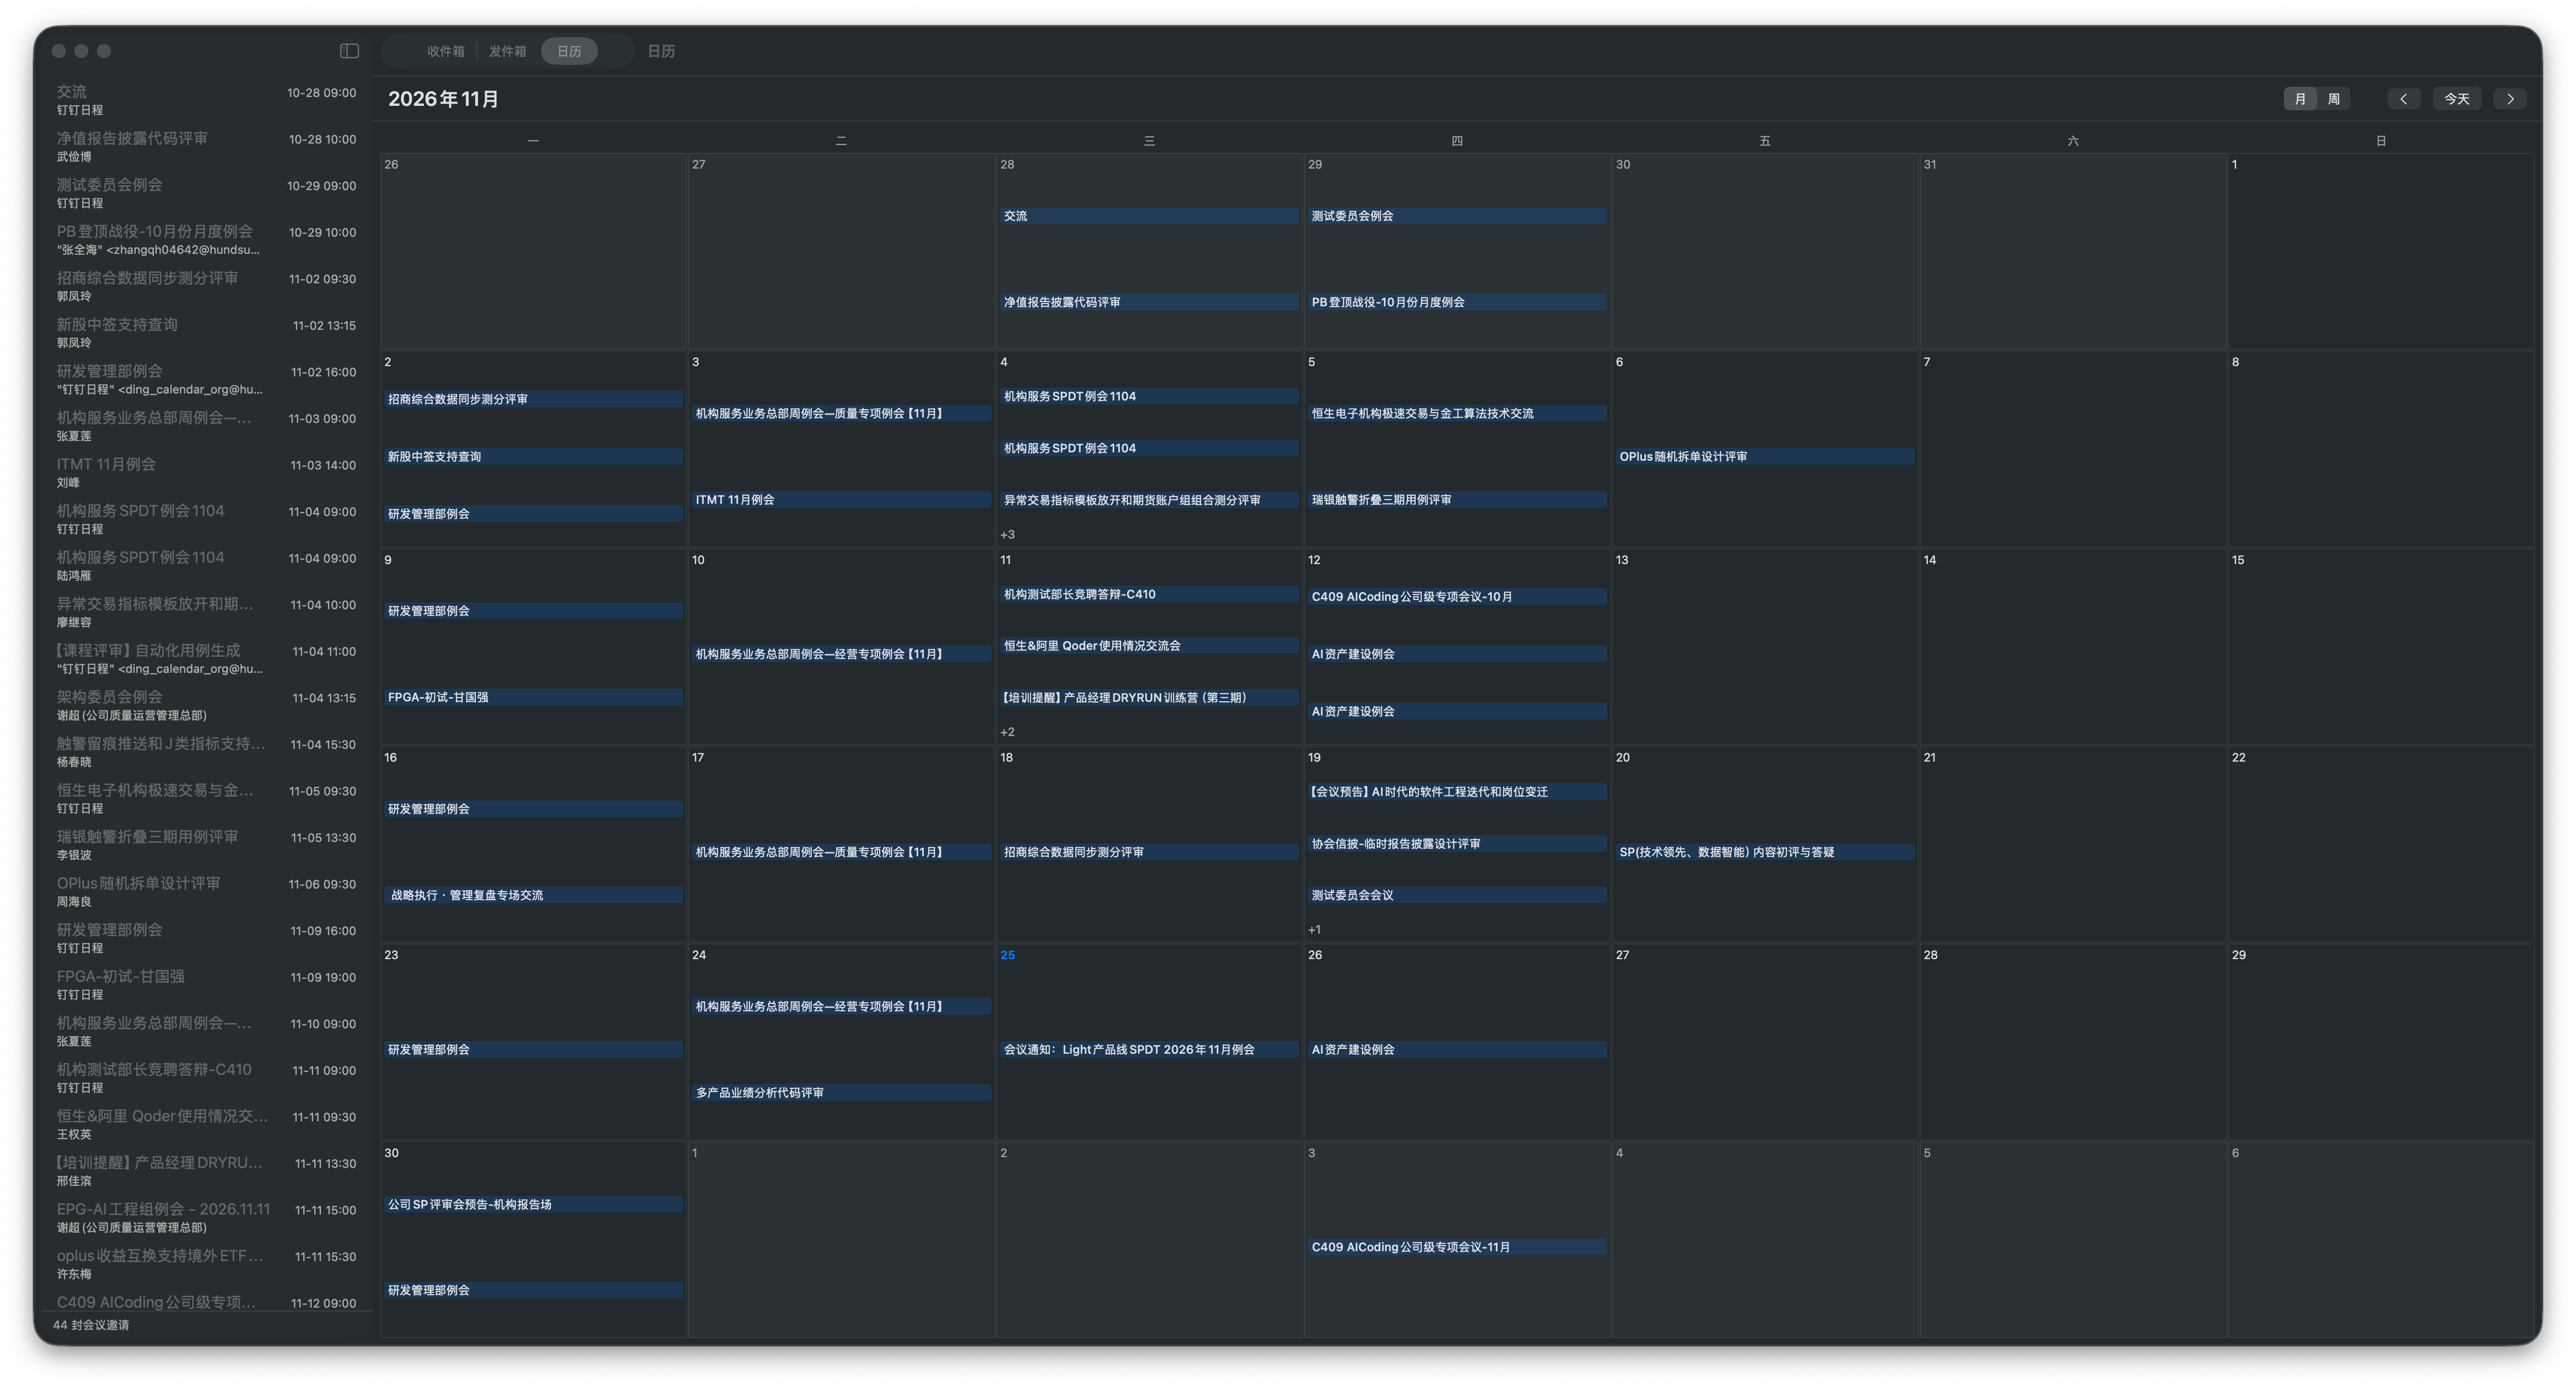 收件箱
发件箱
日历
日历
交流
10-28 09:00
钉钉日程
净值报告披露代码评审
10-28 10:00
武俭博
测试委员会例会
10-29 09:00
钉钉日程
PB登顶战役-10月份月度例会
10-29 10:00
"张全海" <zhangqh04642@hundsu...
招商综合数据同步测分评审
11-02 09:30
郭凤玲
新股中签支持查询
11-02 13:15
郭凤玲
研发管理部例会
11-02 16:00
"钉钉日程" <ding_calendar_org@hu...
机构服务业务总部周例会—...
11-03 09:00
张夏莲
ITMT 11月例会
11-03 14:00
刘峰
机构服务SPDT例会1104
11-04 09:00
钉钉日程
机构服务SPDT例会1104
11-04 09:00
陆鸿雁
异常交易指标模板放开和期...
11-04 10:00
廖继容
【课程评审】自动化用例生成
11-04 11:00
"钉钉日程" <ding_calendar_org@hu...
架构委员会例会
11-04 13:15
谢超(公司质量运营管理总部)
触警留痕推送和J类指标支持...
11-04 15:30
杨春晓
恒生电子机构极速交易与金...
11-05 09:30
钉钉日程
瑞银触警折叠三期用例评审
11-05 13:30
李银波
OPlus随机拆单设计评审
11-06 09:30
周海良
研发管理部例会
11-09 16:00
钉钉日程
FPGA-初试-甘国强
11-09 19:00
钉钉日程
机构服务业务总部周例会—...
11-10 09:00
张夏莲
机构测试部长竞聘答辩-C410
11-11 09:00
钉钉日程
恒生&阿里 Qoder使用情况交...
11-11 09:30
王权英
【培训提醒】产品经理DRYRU...
11-11 13:30
邢佳滨
EPG-AI工程组例会 - 2026.11.11
11-11 15:00
谢超(公司质量运营管理总部)
oplus收益互换支持境外ETF...
11-11 15:30
许东梅
C409 AICoding公司级专项...
11-12 09:00
44 封会议邀请
2026年11月
月
周
今天
一
二
三
四
五
六
日
26
27
28
交流
净值报告披露代码评审
29
测试委员会例会
PB登顶战役-10月份月度例会
30
31
1
2
招商综合数据同步测分评审
新股中签支持查询
研发管理部例会
3
机构服务业务总部周例会—质量专项例会【11月】
ITMT 11月例会
4
机构服务SPDT例会1104
机构服务SPDT例会1104
异常交易指标模板放开和期货账户组组合测分评审
+3
5
恒生电子机构极速交易与金工算法技术交流
瑞银触警折叠三期用例评审
6
OPlus随机拆单设计评审
7
8
9
研发管理部例会
FPGA-初试-甘国强
10
机构服务业务总部周例会—经营专项例会【11月】
11
机构测试部长竞聘答辩-C410
恒生&阿里 Qoder使用情况交流会
【培训提醒】产品经理DRYRUN训练营（第三期）
+2
12
C409 AICoding公司级专项会议-10月
AI资产建设例会
AI资产建设例会
13
14
15
16
研发管理部例会
战略执行·管理复盘专场交流
17
机构服务业务总部周例会—质量专项例会【11月】
18
招商综合数据同步测分评审
19
【会议预告】AI时代的软件工程迭代和岗位变迁
协会信披-临时报告披露设计评审
测试委员会会议
+1
20
SP(技术领先、数据智能) 内容初评与答疑
21
22
23
研发管理部例会
24
机构服务业务总部周例会—经营专项例会【11月】
多产品业绩分析代码评审
25
会议通知：Light产品线SPDT 2026年11月例会
26
AI资产建设例会
27
28
29
30
公司SP评审会预告-机构报告场
研发管理部例会
1
2
3
C409 AICoding公司级专项会议-11月
4
5
6